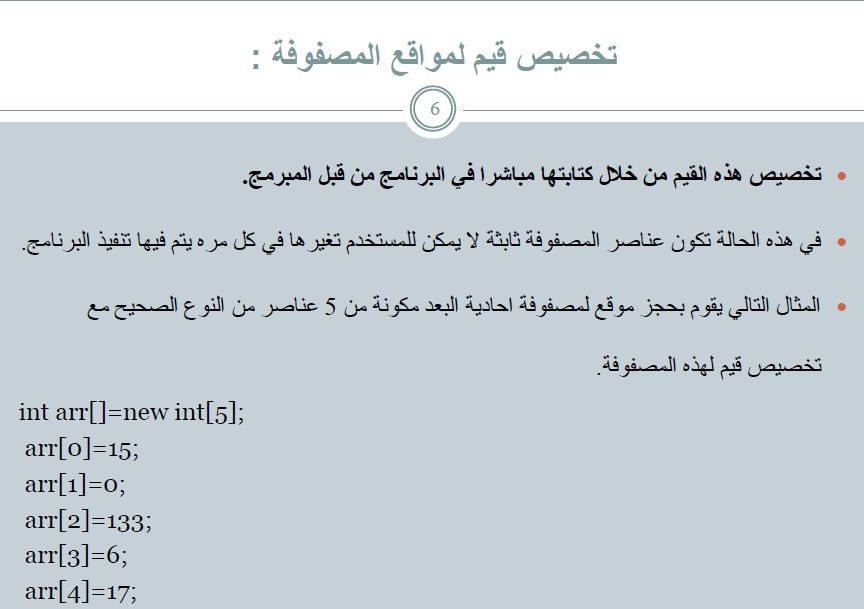 تخصيص قيم لمواقع المصفوفة :
6
• تخصيص هذه القيم من خلال كتابتها مباشرا في البرنامج من قبل المبرمج.
• في هذه الحالة تكون عناصر المصفوفة ثابثة لا يمكن للمستخدم تغيرها في كل مره يتم فيها تنفيذ البرنامج.
• المثال التالي يقوم بحجز موقع لمصفوفة احادية البعد مكونة من 5 عناصر من النوع الصحيح مع
تخصيص قيم لهذه المصفوفة.
int arr[]=new int[5];
arr[0]=15;
arr[1]=0;
arr[2]=133;
arr[3]=6;
arr[4]=17;